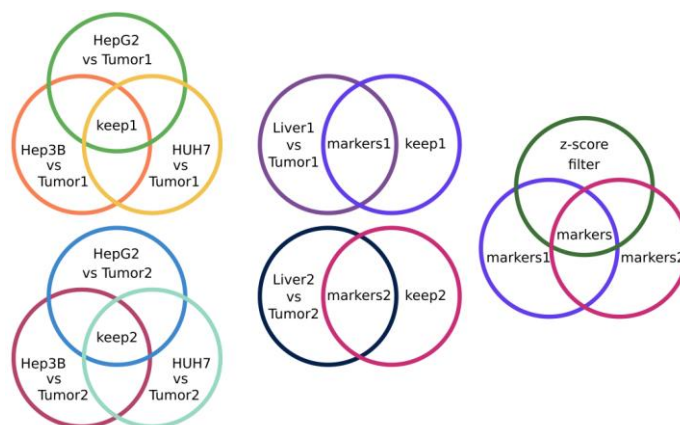 HepG2
vs Tumor1
keep1
Hep3B
vs
Tumor1
HUH7
vs
Tumor1
HepG2
vs Tumor2
keep2
Hep3B
vs
Tumor2
HUH7
vs
Tumor2
Liver1
vs
Tumor1
markers1
keep1
Liver2
vs
Tumor2
markers2
keep2
z-score
filter
markers
markers1
markers2